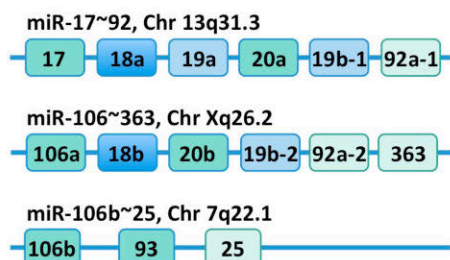 miR-17~92, Chr 13q31.3
17 18a 19a 20a 19b-1 92a-1
miR-106~363, Chr Xq26.2
106a 18b 20b 19b-2 92a-2 363
miR-106b~25, Chr 7q22.1
106b 93 25